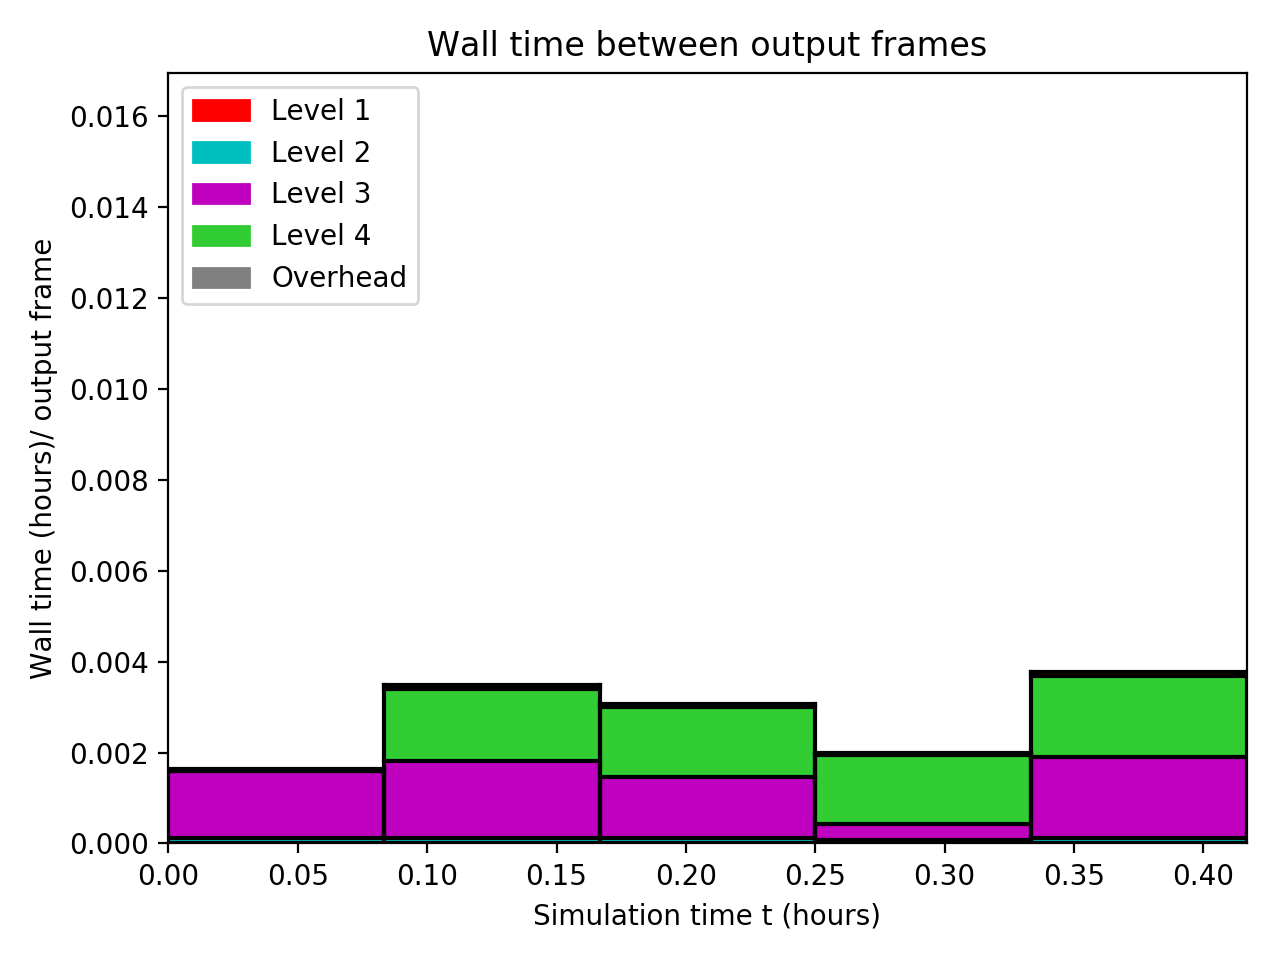 Wall time between output frames
Level 1
Level 2
Level 3
Level 4
Overhead
Wall time (hours)/ output frame
0.016
0.014
0.012
0.010
0.008
0.006
0.004
0.002
0.000
0.00 0.05 0.10 0.15 0.20 0.25 0.30 0.35 0.40
Simulation time t (hours)